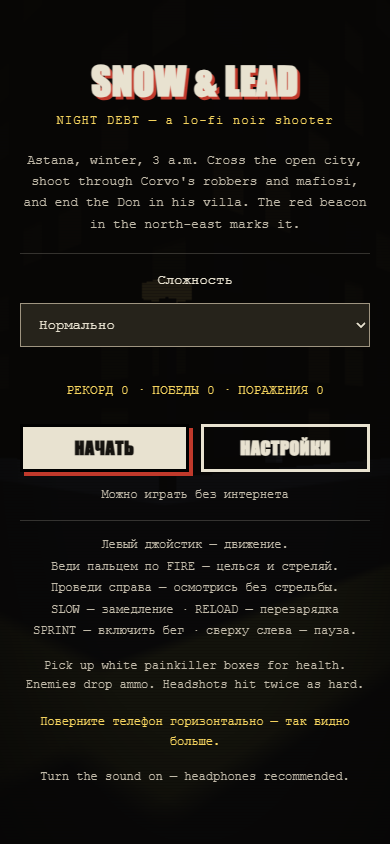 SNOW & LEAD
NIGHT DEBT — a lo-fi noir shooter
Astana, winter, 3 a.m. Cross the open city,
shoot through Corvo's robbers and mafiosi,
and end the Don in his villa. The red beacon
in the north-east marks it.
Сложность
Нормально
РЕКОРД 0 · ПОБЕДЫ 0 · ПОРАЖЕНИЯ 0
НАЧАТЬ
НАСТРОЙКИ
Можно играть без интернета
Левый джойстик — движение.
Веди пальцем по FIRE — целься и стреляй.
Проведи справа — осмотрись без стрельбы.
SLOW — замедление · RELOAD — перезарядка
SPRINT — включить бег · сверху слева — пауза.
Pick up white painkiller boxes for health.
Enemies drop ammo. Headshots hit twice as hard.
Поверните телефон горизонтально — так видно
больше.
Turn the sound on — headphones recommended.